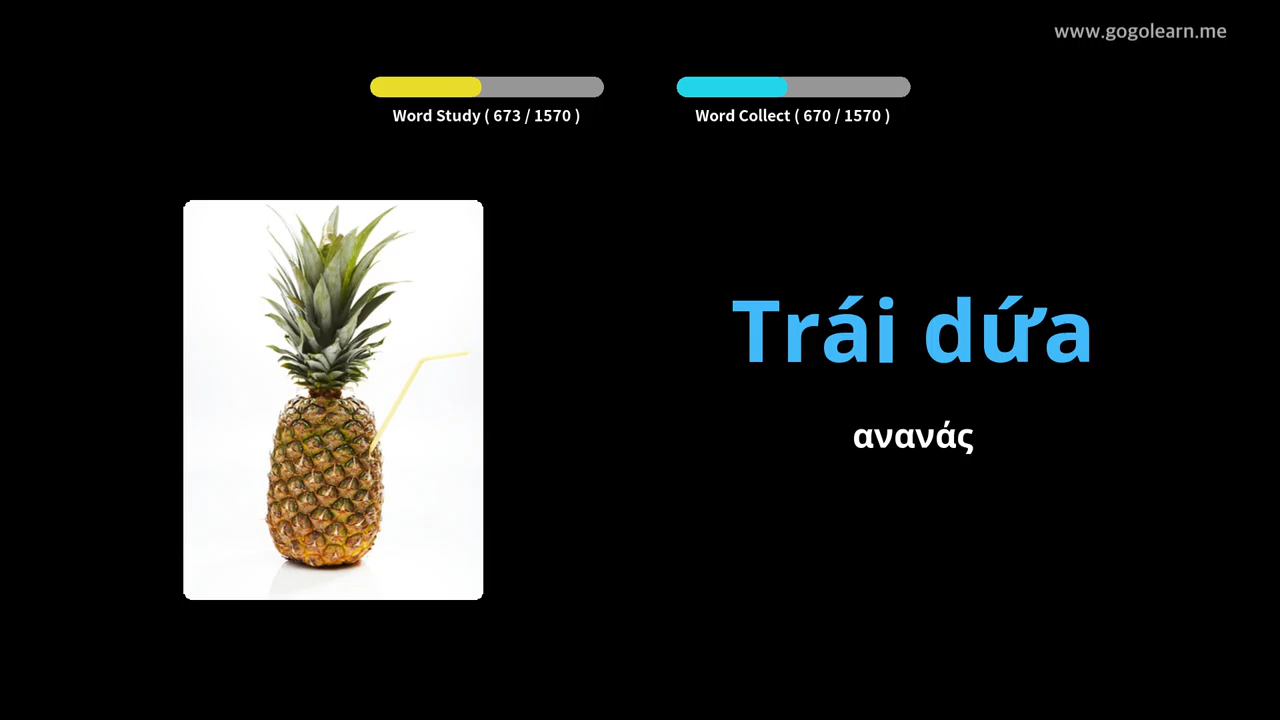 www.gogolearn.me
Word Study ( 673 / 1570 )
Word Collect ( 670 / 1570 )
Trái dứa
ανανάς